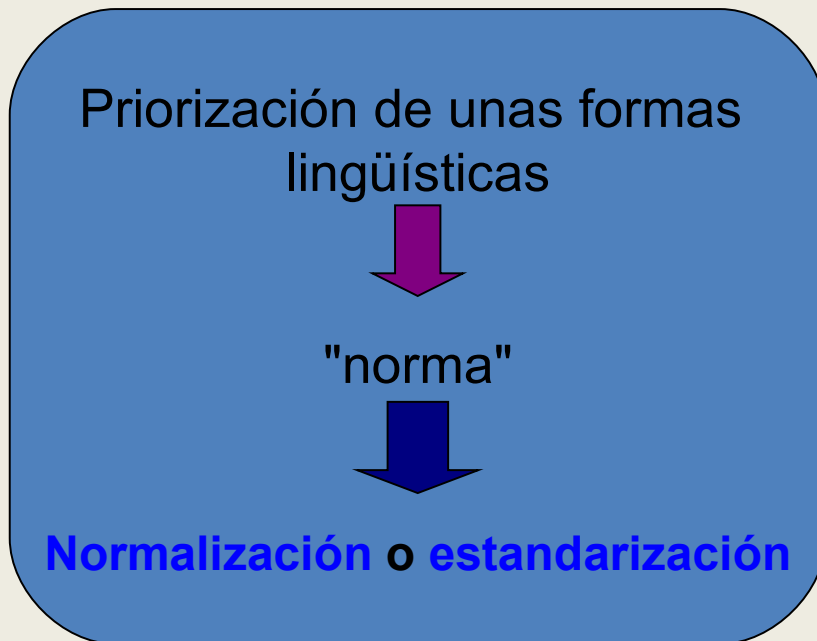 Priorización de unas formas
lingüísticas
"norma"
Normalización o estandarización